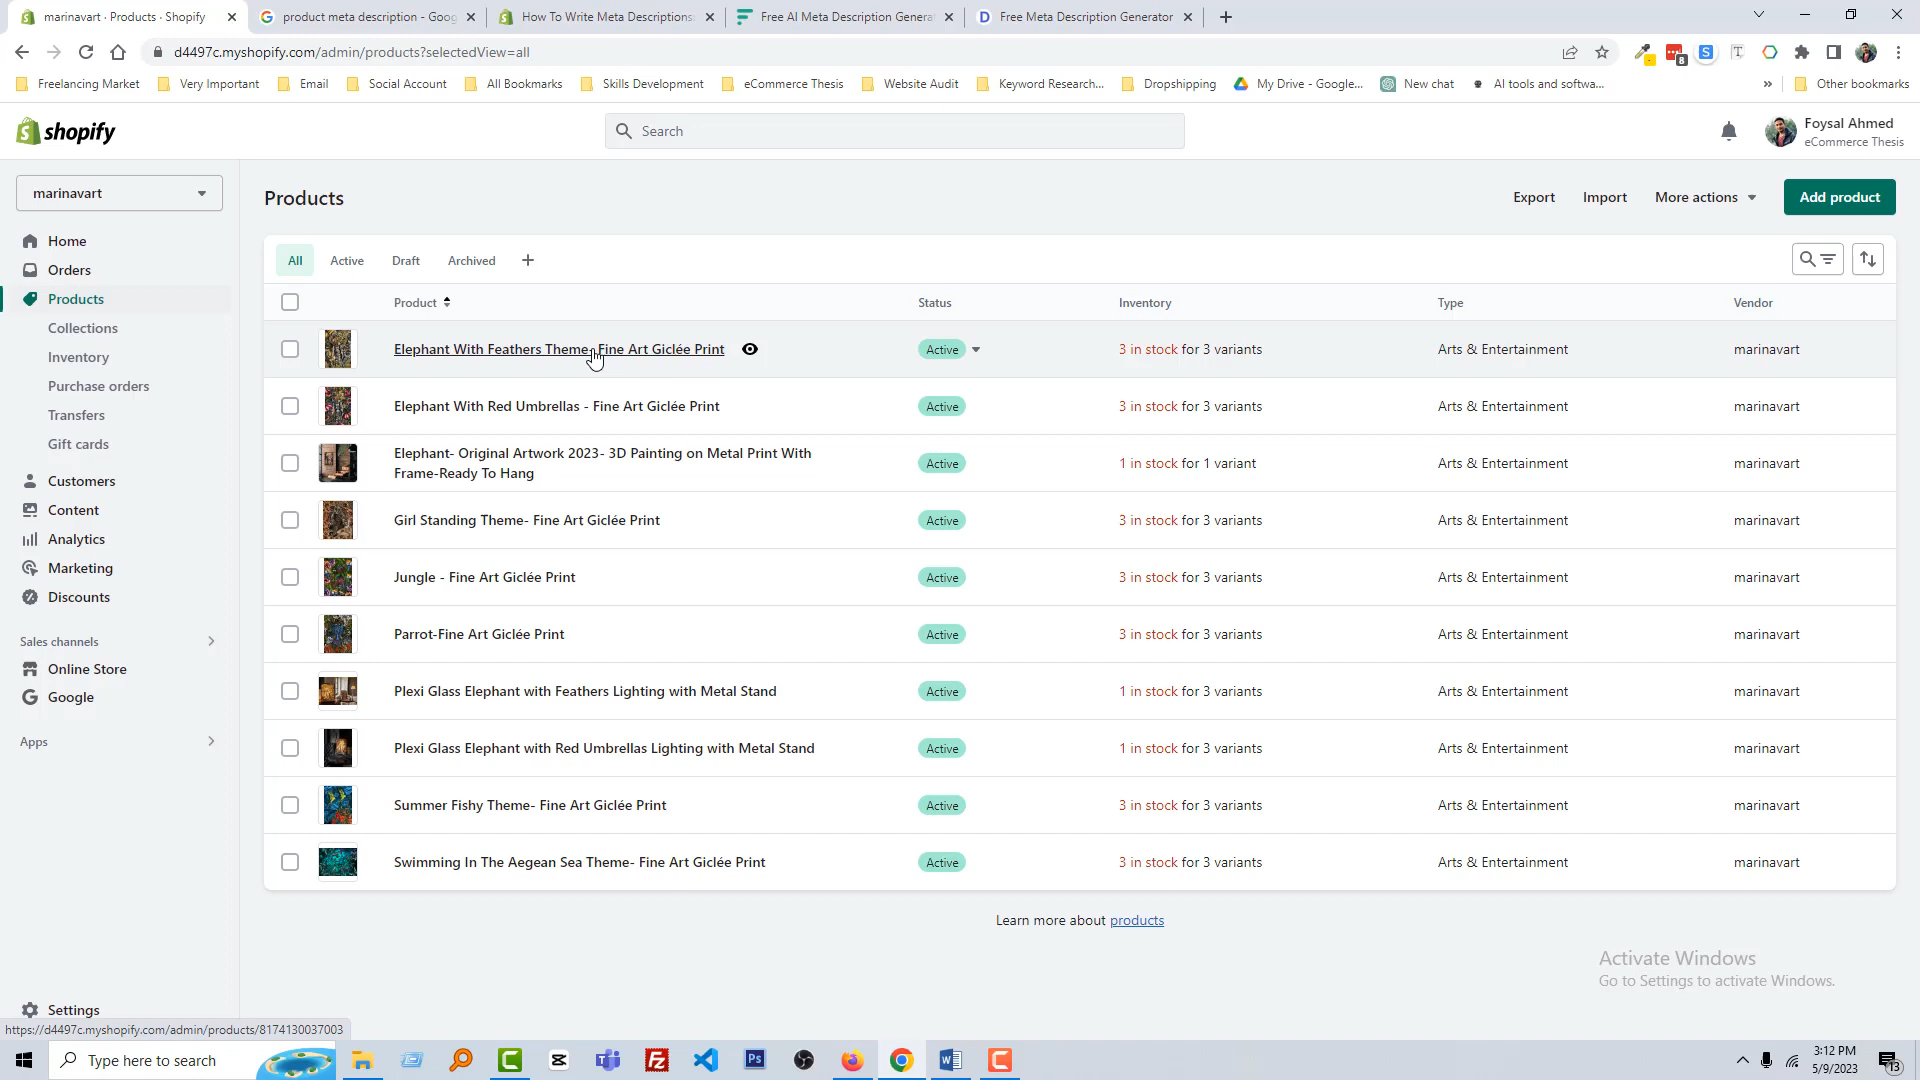 marinavart · Products · Shopify
product meta description - Goog
How To Write Meta Descriptions:
Free AI Meta Description Genera
Free Meta Description Generator
d4497c.myshopify.com/admin/products?selectedView=all
8
Freelancing Market
Very Important
Email
Social Account
All Bookmarks
Skills Development
eCommerce Thesis
Website Audit
Keyword Research...
Dropshipping
My Drive - Google...
New chat
AI tools and softwa...
»
Other bookmarks
shopify
Search
Foysal Ahmed
eCommerce Thesis
marinavart
Home
Orders
Products
Collections
Inventory
Purchase orders
Transfers
Gift cards
Customers
Content
Analytics
Marketing
Discounts
Sales channels
Online Store
Google
Apps
Settings
Products
Export
Import
More actions
Add product
All
Active
Draft
Archived
Product
Status
Inventory
Type
Vendor
Elephant With Feathers Theme- Fine Art Giclée Print
Active
3 in stock for 3 variants
Arts & Entertainment
marinavart
Elephant With Red Umbrellas - Fine Art Giclée Print
Active
3 in stock for 3 variants
Arts & Entertainment
marinavart
Elephant- Original Artwork 2023- 3D Painting on Metal Print With
Frame-Ready To Hang
Active
1 in stock for 1 variant
Arts & Entertainment
marinavart
Girl Standing Theme- Fine Art Giclée Print
Active
3 in stock for 3 variants
Arts & Entertainment
marinavart
Jungle - Fine Art Giclée Print
Active
3 in stock for 3 variants
Arts & Entertainment
marinavart
Parrot-Fine Art Giclée Print
Active
3 in stock for 3 variants
Arts & Entertainment
marinavart
Plexi Glass Elephant with Feathers Lighting with Metal Stand
Active
1 in stock for 3 variants
Arts & Entertainment
marinavart
Plexi Glass Elephant with Red Umbrellas Lighting with Metal Stand
Active
1 in stock for 3 variants
Arts & Entertainment
marinavart
Summer Fishy Theme- Fine Art Giclée Print
Active
3 in stock for 3 variants
Arts & Entertainment
marinavart
Swimming In The Aegean Sea Theme- Fine Art Giclée Print
Active
3 in stock for 3 variants
Arts & Entertainment
marinavart
Learn more about products
Activate Windows
Go to Settings to activate Windows.
https://d4497c.myshopify.com/admin/products/8174130037003
Type here to search
Ps
3:12 PM
5/9/2023
13